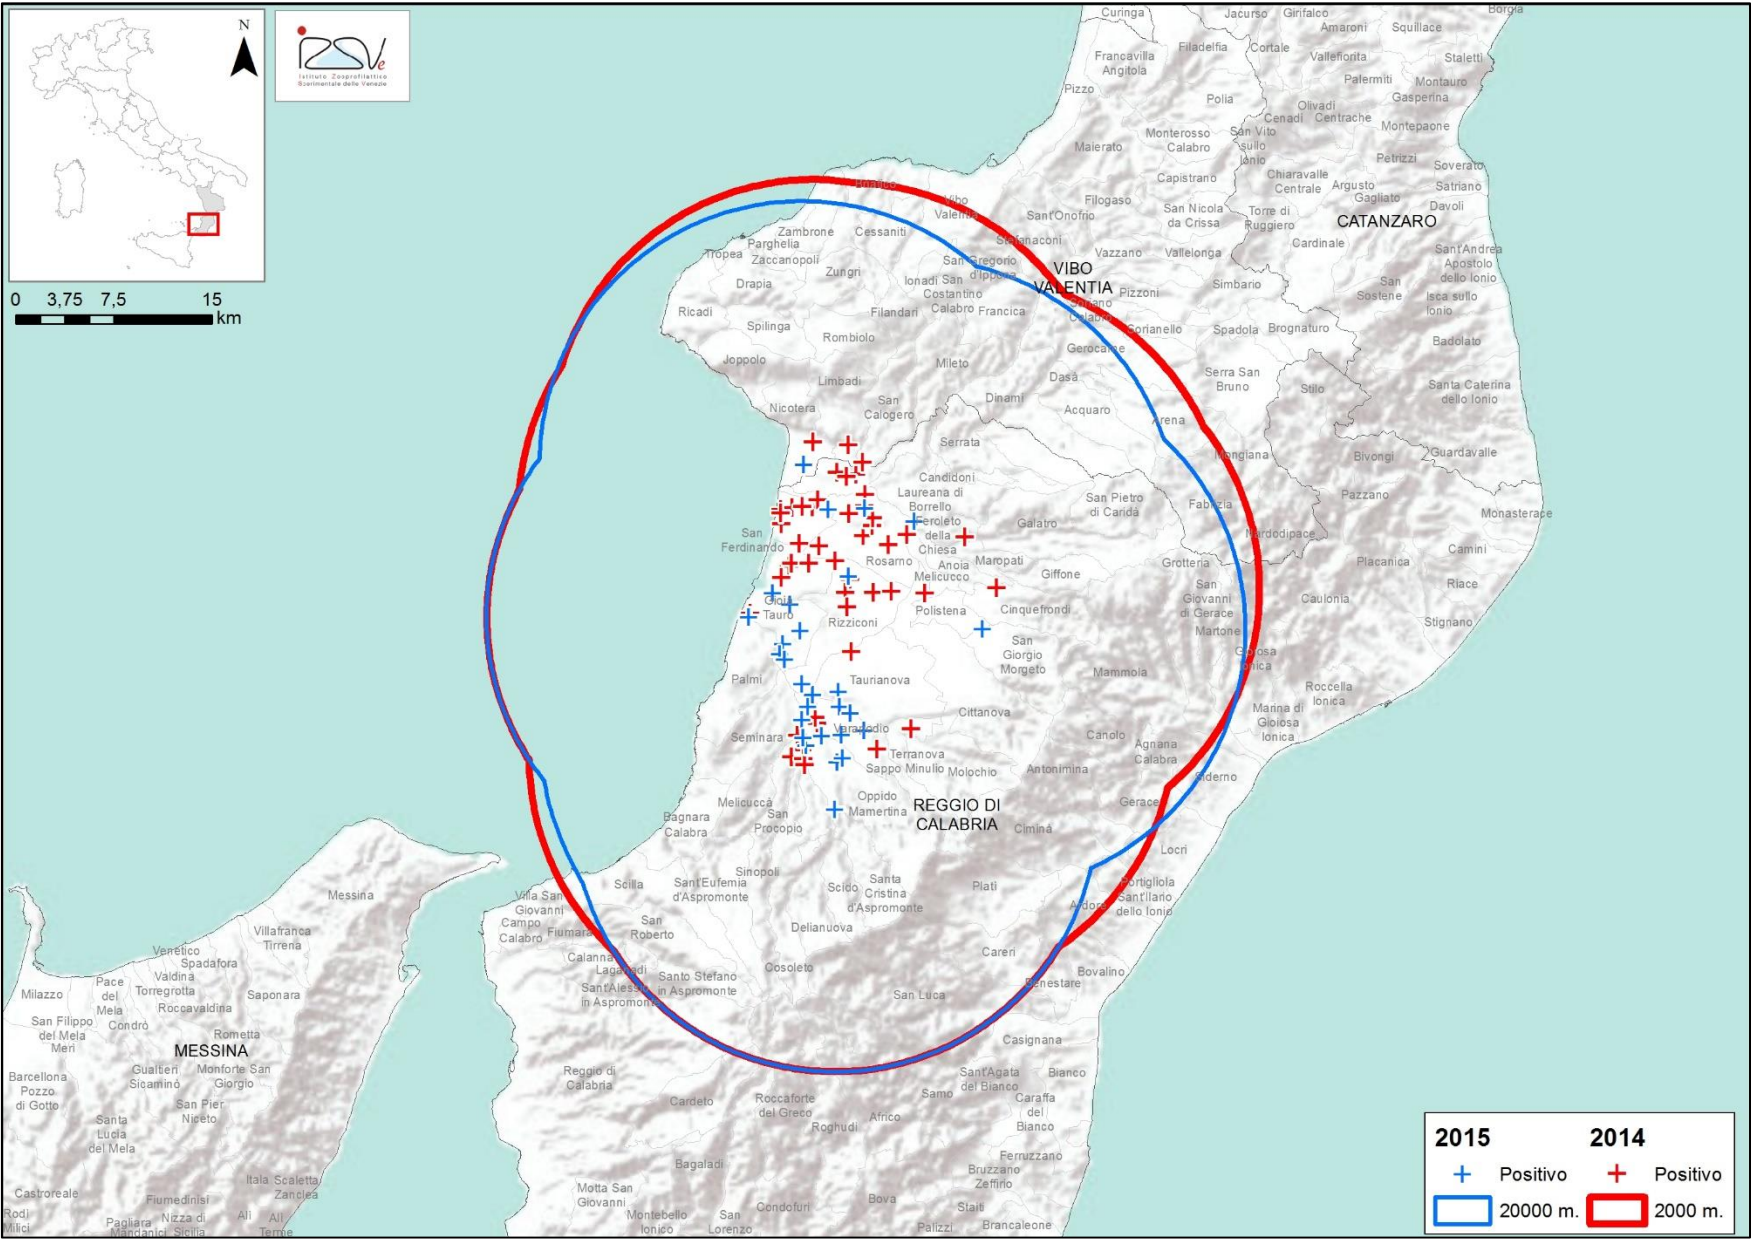 N
IZSVe
Istituto Zooprofilattico
Sperimentale delle Venezie
0 3,75 7,5 15
km
Curinga
Jacurso
Girifalco
Borgia
Amaroni
Squillace
Filadelfia
Cortale
Francavilla
Angitola
Vallefiorita
Staletti
Pizzo
Palermiti
Montauro
Polia
Gasperina
Olivadi
Cenadi
Centrache
Montepaone
Monterosso
Calabro
San Vito
sullo
Ionio
Maierato
Petrizzi
Soverato
Capistrano
Chiaravalle
Centrale
Argusto
Gagliato
Satriano
Davoli
Briatico
Vibo
Valentia
Filogaso
Sant'Onofrio
San Nicola
da Crissa
Torre di
Ruggiero
CATANZARO
Zambrone
Cessaniti
Stefanaconi
Cardinale
Parghelia
Tropea
Zaccanopoli
San Gregorio
d'Ippona
Vazzano
Vallelonga
Sant'Andrea
Apostolo
dello Ionio
Zungri
VIBO
VALENTIA
Drapia
Ionadi
San
Costantino
Calabro
Pizzoni
Simbario
San
Sostene
Isca sullo
Ionio
Ricadi
Filandari
Francica
Soriano
Calabro
Spilinga
Sorianello
Spadola
Brognaturo
Rombiolo
Badolato
Gerocarne
Joppolo
Mileto
Dasà
Serra San
Bruno
Limbadi
Stilo
Santa Caterina
dello Ionio
Nicotera
San
Calogero
Dinami
Acquaro
Arena
Serrata
Mongiana
Bivongi
Guardavalle
Candidoni
Laureana di
Borrello
San Pietro
di Caridà
Fabrizia
Pazzano
Feroleto
della
Chiesa
Galatro
Monasterace
San
Ferdinando
Nardodipace
Camini
Rosarno
Anoia
Maropati
Grotteria
Placanica
Melicucco
Giffone
Riace
San
Giovanni
di Gerace
Caulonia
Gioia
Tauro
Polistena
Cinquefrondi
Rizziconi
Martone
Stignano
San
Giorgio
Morgeto
Gioiosa
Ionica
Palmi
Taurianova
Mammola
Roccella
Ionica
Cittanova
Marina di
Gioiosa
Ionica
Seminara
Varapodio
Canolo
Agnana
Calabra
Terranova
Sappo Minulio
Molochio
Antonimina
Siderno
Melicuccà
Oppido
Mamertina
REGGIO DI
CALABRIA
Gerace
Bagnara
Calabra
San
Procopio
Ciminà
Locri
Sinopoli
Messina
Scilla
Sant'Eufemia
d'Aspromonte
Scido
Santa
Cristina
d'Aspromonte
Platì
Portigliola
Sant'Ilario
dello Ionio
Villa San
Giovanni
Campo
Calabro
Fiumara
San
Roberto
Ardore
Villafranca
Tirrena
Delianuova
Venetico
Spadafora
Calanna
Laganadi
Careri
Valdina
Torregrotta
Sant'Alessio
in Aspromonte
Santo Stefano
in Aspromonte
Cosoleto
Bovalino
Milazzo
Pace
del
Mela
Roccavaldina
Saponara
San Luca
Benestare
San Filippo
del Mela
Condrò
Merì
Rometta
MESSINA
Casignana
Gualtieri
Sicaminò
Monforte San
Giorgio
Reggio di
Calabria
Sant'Agata
del Bianco
Bianco
Barcellona
Pozzo
di Gotto
San Pier
Niceto
Cardeto
Roccaforte
del Greco
Samo
Caraffa
del
Bianco
Santa
Lucia
del Mela
Roghudi
Africo
Ferruzzano
Bagaladi
Bruzzano
Zeffirio
Itala
Scaletta
Zanclea
Castroreale
Fiumedinisi
Motta San
Giovanni
Condofuri
Bova
Staiti
Rodì
Milici
Pagliara
Mandanici
Nizza di
Sicilia
Alì
Alì
Terme
Montebello
Ionico
San
Lorenzo
Palizzi
Brancaleone
2015 2014
Positivo Positivo
20000 m. 2000 m.